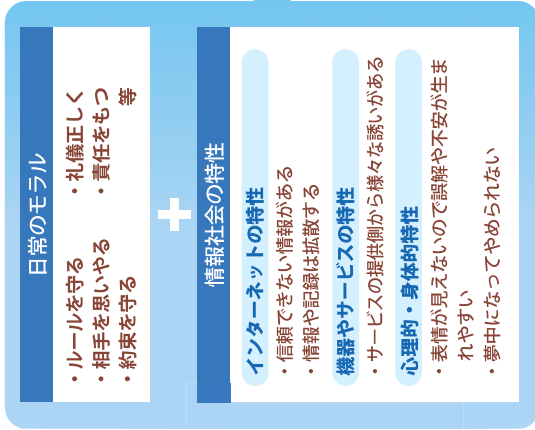 日常のモラル
・ルールを守る ・礼儀正しく
・相手を思いやる ・責任をもつ
・約束を守る 等
+
情報社会の特性
インターネットの特性
・信頼できない情報がある
・情報や記録は拡散する
機器やサービスの特性
・サービスの提供側から様々な誘いがある
心理的・身体的特性
・表情が見えないので誤解や不安が生ま
れやすい
・夢中になってやめられない